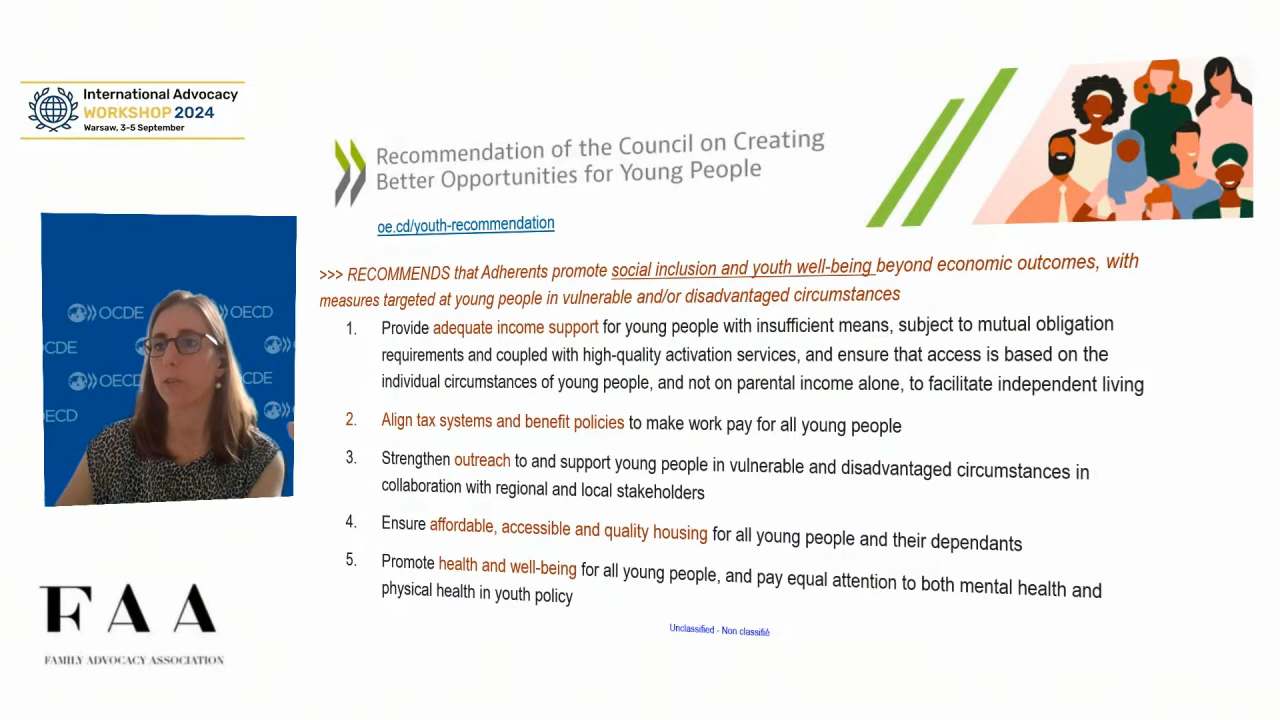 International Advocacy
WORKSHOP 2024
Warsaw, 3-5 September
Recommendation of the Council on Creating
Better Opportunities for Young People
oe.cd/youth-recommendation
>>> RECOMMENDS that Adherents promote social inclusion and youth well-being beyond economic outcomes, with
measures targeted at young people in vulnerable and/or disadvantaged circumstances
1. Provide adequate income support for young people with insufficient means, subject to mutual obligation
requirements and coupled with high-quality activation services, and ensure that access is based on the
individual circumstances of young people, and not on parental income alone, to facilitate independent living
2. Align tax systems and benefit policies to make work pay for all young people
3. Strengthen outreach to and support young people in vulnerable and disadvantaged circumstances in
collaboration with regional and local stakeholders
4. Ensure affordable, accessible and quality housing for all young people and their dependants
5. Promote health and well-being for all young people, and pay equal attention to both mental health and
physical health in youth policy
Unclassified - Non classifié
OCDE OECD
CDE
OECD CDE
OECD
FAA
FAMILY ADVOCACY ASSOCIATION